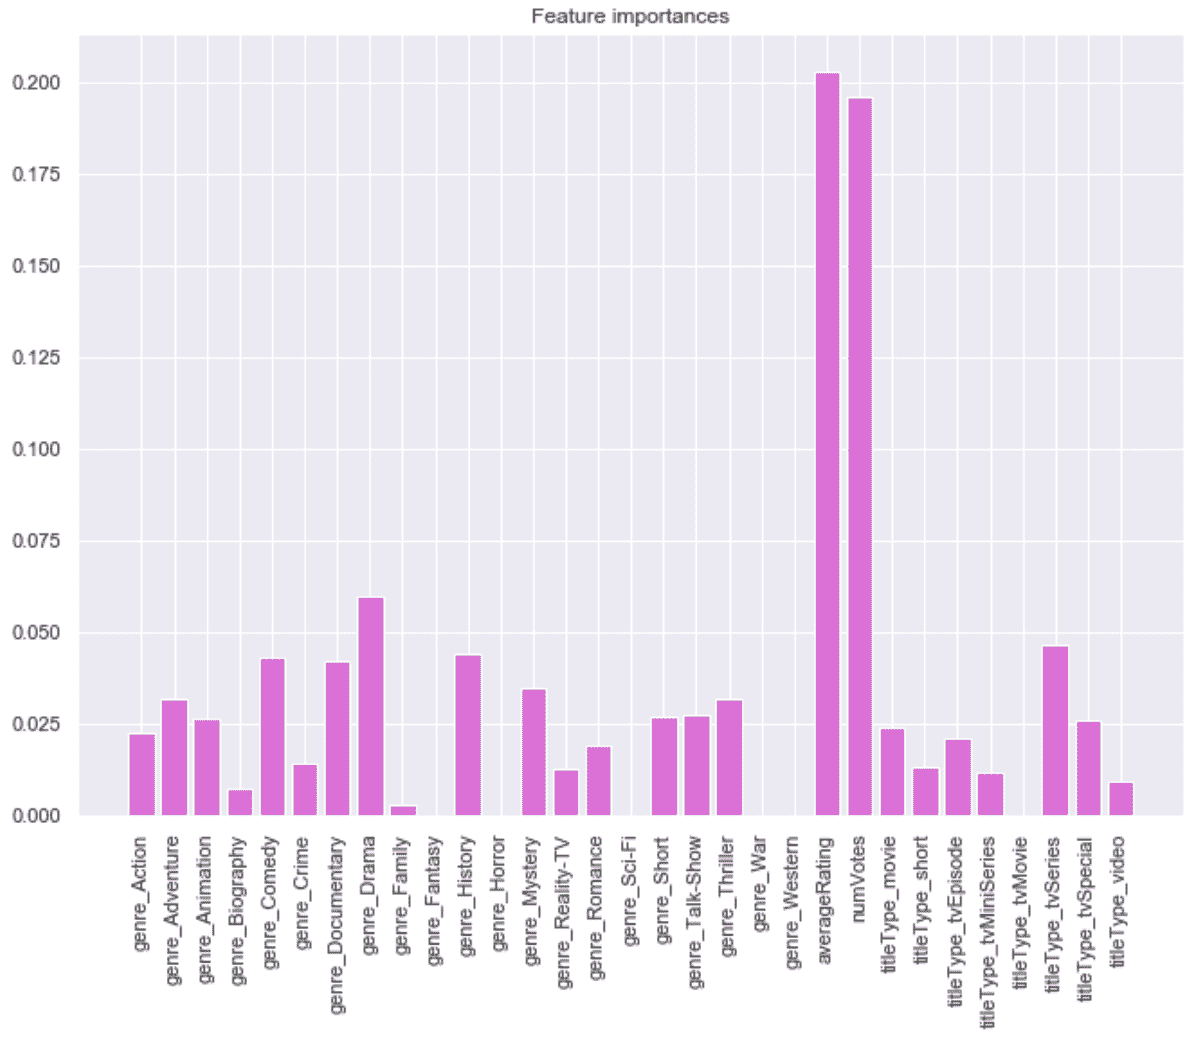 Feature importances
0.200
0.175
0.150
0.125
0.100
0.075
0.050
0.025
0.000
genre_Action
genre_Adventure
genre_Animation
genre_Biography
genre_Comedy
genre_Crime
genre_Documentary
genre_Drama
genre_Family
genre_Fantasy
genre_History
genre_Horror
genre_Mystery
genre_Reality-TV
genre_Romance
genre_Sci-Fi
genre_Short
genre_Talk-Show
genre_Thriller
genre_War
genre_Western
averageRating
numVotes
titleType_movie
titleType_short
titleType_tvEpisode
titleType_tvMiniSeries
titleType_tvMovie
titleType_tvSeries
titleType_tvSpecial
titleType_video